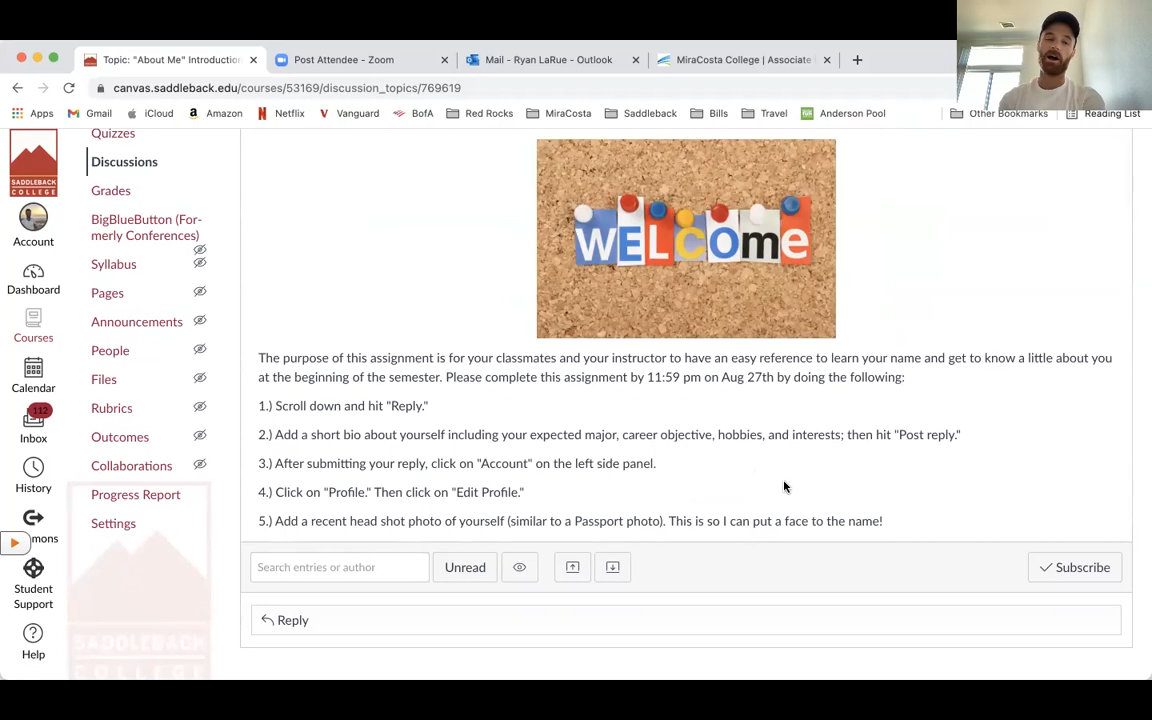 Topic: "About Me" Introductio
Post Attendee - Zoom
Mail - Ryan LaRue - Outlook
MiraCosta College | Associate
canvas.saddleback.edu/courses/53169/discussion_topics/769619
Apps
Gmail
iCloud
Amazon
Netflix
Vanguard
BofA
Red Rocks
MiraCosta
Saddleback
Bills
Travel
Anderson Pool
Other Bookmarks
Reading List
SADDLEBACK
COLLEGE
Account
Dashboard
Courses
Calendar
112
Inbox
History
mmons
Student
Support
Help
Quizzes
Discussions
Grades
BigBlueButton (For-
merly Conferences)
Syllabus
Pages
Announcements
People
Files
Rubrics
Outcomes
Collaborations
Progress Report
Settings
SADDLEBACK
WELCOme
The purpose of this assignment is for your classmates and your instructor to have an easy reference to learn your name and get to know a little about you
at the beginning of the semester. Please complete this assignment by 11:59 pm on Aug 27th by doing the following:
1.) Scroll down and hit "Reply."
2.) Add a short bio about yourself including your expected major, career objective, hobbies, and interests; then hit "Post reply."
3.) After submitting your reply, click on "Account" on the left side panel.
4.) Click on "Profile." Then click on "Edit Profile."
5.) Add a recent head shot photo of yourself (similar to a Passport photo). This is so I can put a face to the name!
Search entries or author
Unread
Subscribe
Reply